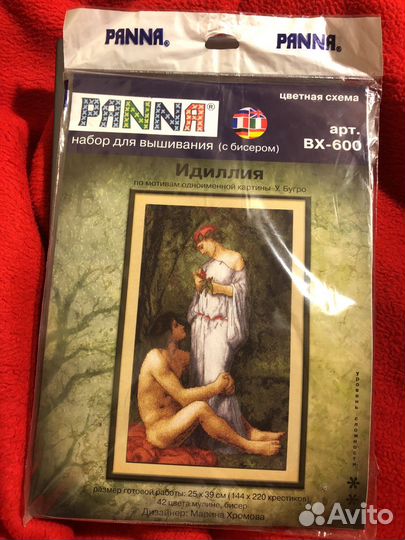 PANNA® PANNA®
PANNA®
цветная схема
арт.
набор для вышивания (с бисером)
ВХ-600
Идиллия
по мотивам одноименной картины У. Бугро
уровень сложности
размер готовой работы: 25 x 39 см (144 x 220 крестиков)
42 цвета мулине, бисер
Дизайнер: Марина Хромова
Avito